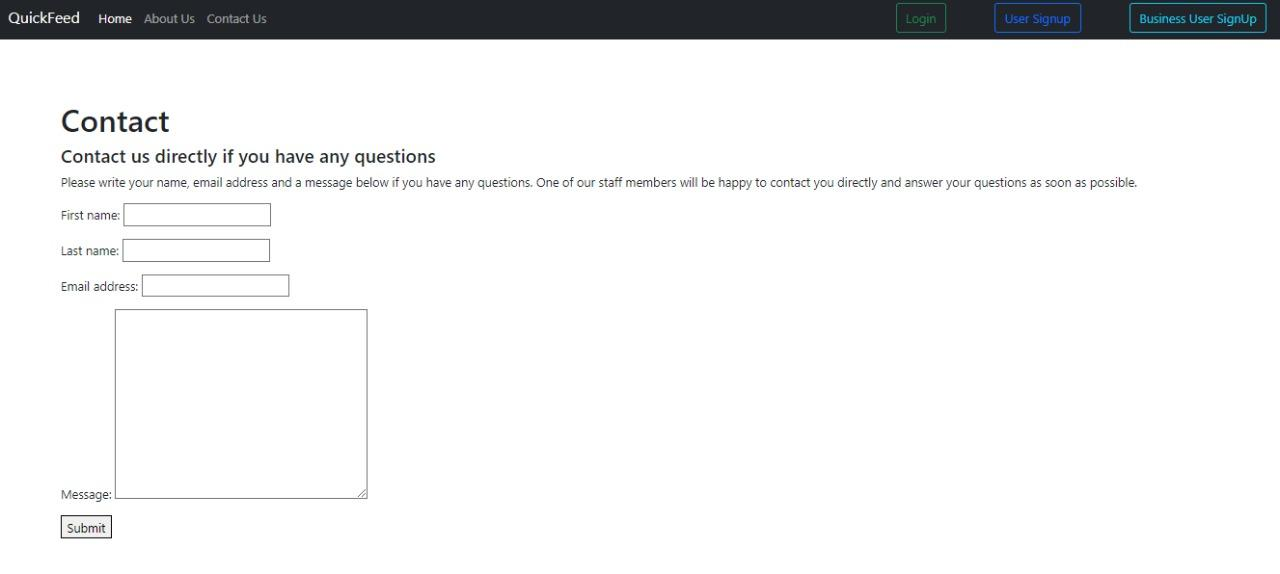 QuickFeed Home About Us Contact Us Login User Signup Business User SignUp
Contact
Contact us directly if you have any questions
Please write your name, email address and a message below if you have any questions. One of our staff members will be happy to contact you directly and answer your questions as soon as possible.
First name:
Last name:
Email address:
Message:
Submit